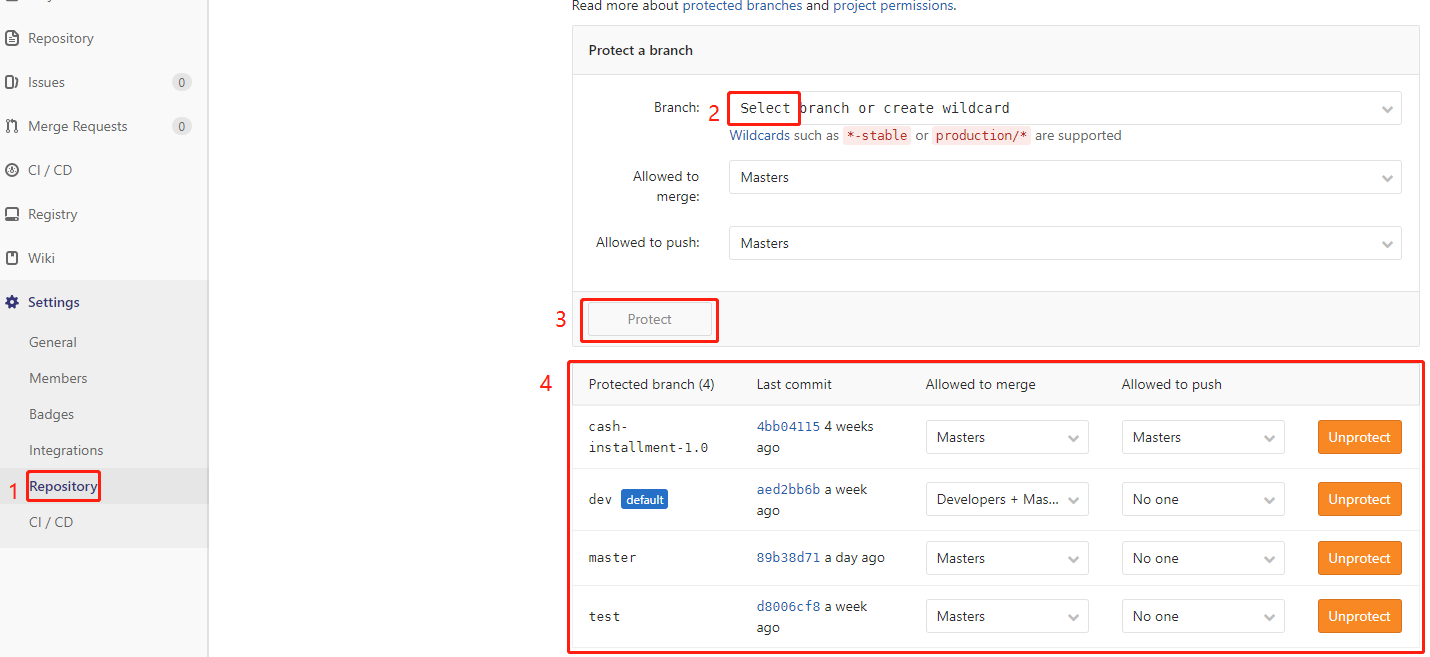 Repository
Issues 0
Merge Requests 0
CI / CD
Registry
Wiki
Settings
General
Members
Badges
Integrations
1 Repository
CI / CD
Read more about protected branches and project permissions.
Protect a branch
Branch: 2 Select branch or create wildcard
Wildcards such as *-stable or production/* are supported
Allowed to
merge:
Masters
Allowed to push: Masters
3 Protect
4
Protected branch (4) Last commit Allowed to merge Allowed to push
cash-
installment-1.0
4bb04115 4 weeks
ago
Masters Masters Unprotect
dev default
aed2bb6b a week
ago
Developers + Mas... No one Unprotect
master 89b38d71 a day ago Masters No one Unprotect
test
d8006cf8 a week
ago
Masters No one Unprotect